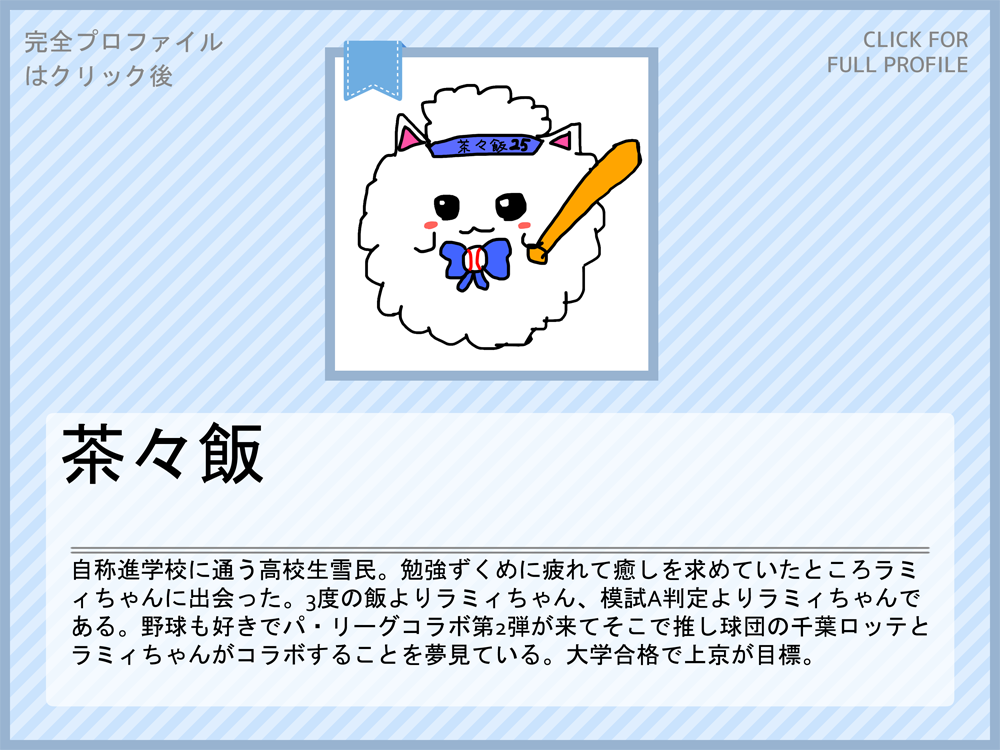 完全プロファイル
はクリック後
CLICK FOR
FULL PROFILE
茶々飯25
茶々飯
自称進学校に通う高校生雪民。勉強ずくめに疲れて癒しを求めていたところラミ
ィちゃんに出会った。3度の飯よりラミィちゃん、模試A判定よりラミィちゃんで
ある。野球も好きでパ・リーグコラボ第2弾が来てそこで推し球団の千葉ロッテと
ラミィちゃんがコラボすることを夢見ている。大学合格で上京が目標。